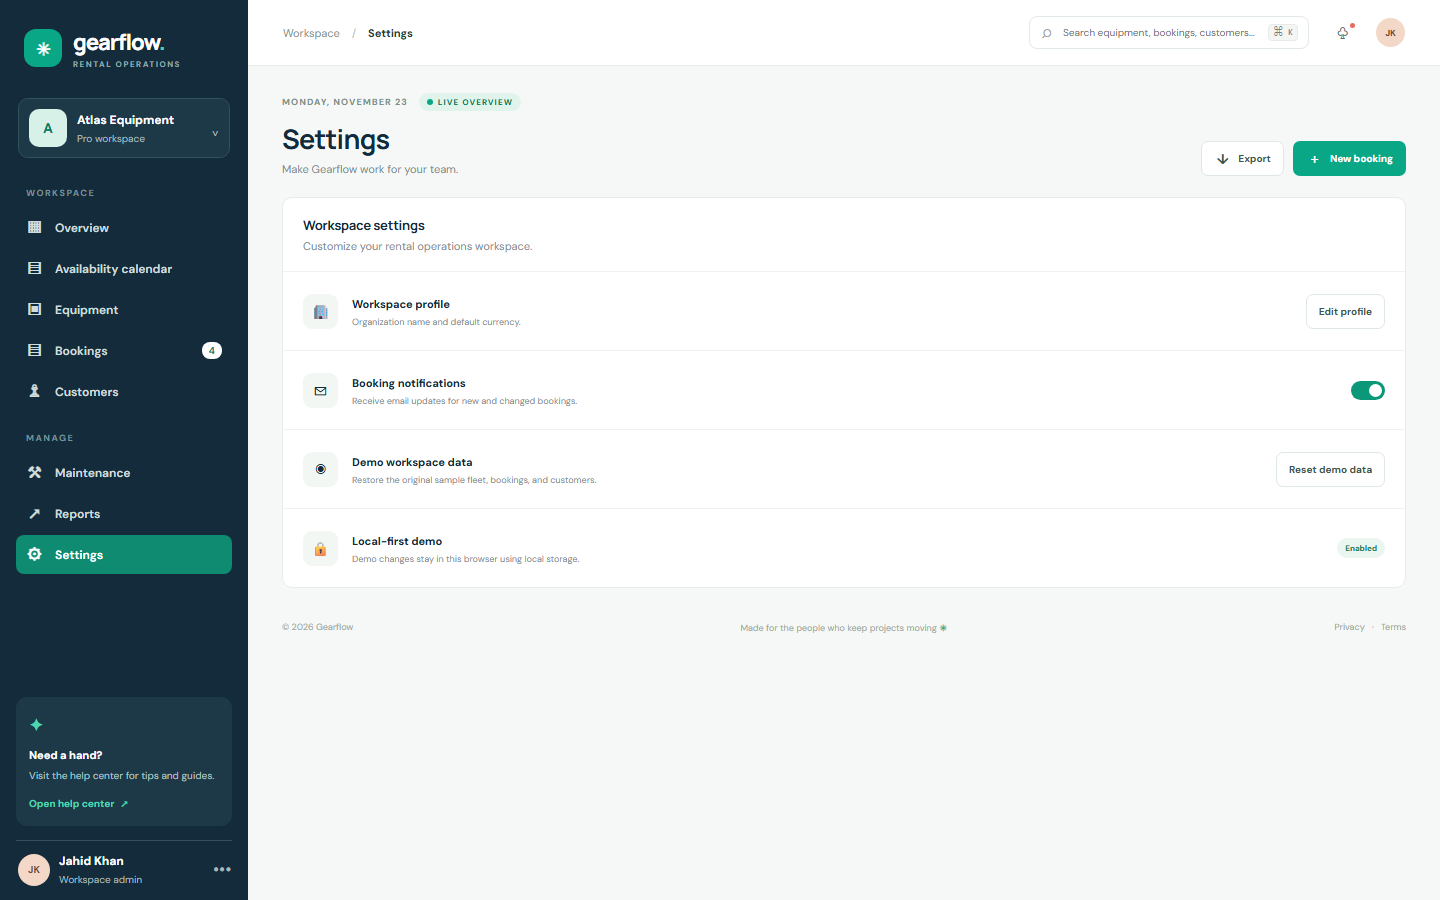 gearflow.
RENTAL OPERATIONS
A
Atlas Equipment
Pro workspace
WORKSPACE
Overview
Availability calendar
Equipment
Bookings
4
Customers
MANAGE
Maintenance
Reports
Settings
Need a hand?
Visit the help center for tips and guides.
Open help center ↗
JK
Jahid Khan
Workspace admin
Workspace / Settings
Search equipment, bookings, customers...
⌘ K
JK
MONDAY, NOVEMBER 23
LIVE OVERVIEW
Settings
Make Gearflow work for your team.
↓ Export
+ New booking
Workspace settings
Customize your rental operations workspace.
Workspace profile
Organization name and default currency.
Edit profile
Booking notifications
Receive email updates for new and changed bookings.
Demo workspace data
Restore the original sample fleet, bookings, and customers.
Reset demo data
Local-first demo
Demo changes stay in this browser using local storage.
Enabled
© 2026 Gearflow
Made for the people who keep projects moving ✳
Privacy · Terms